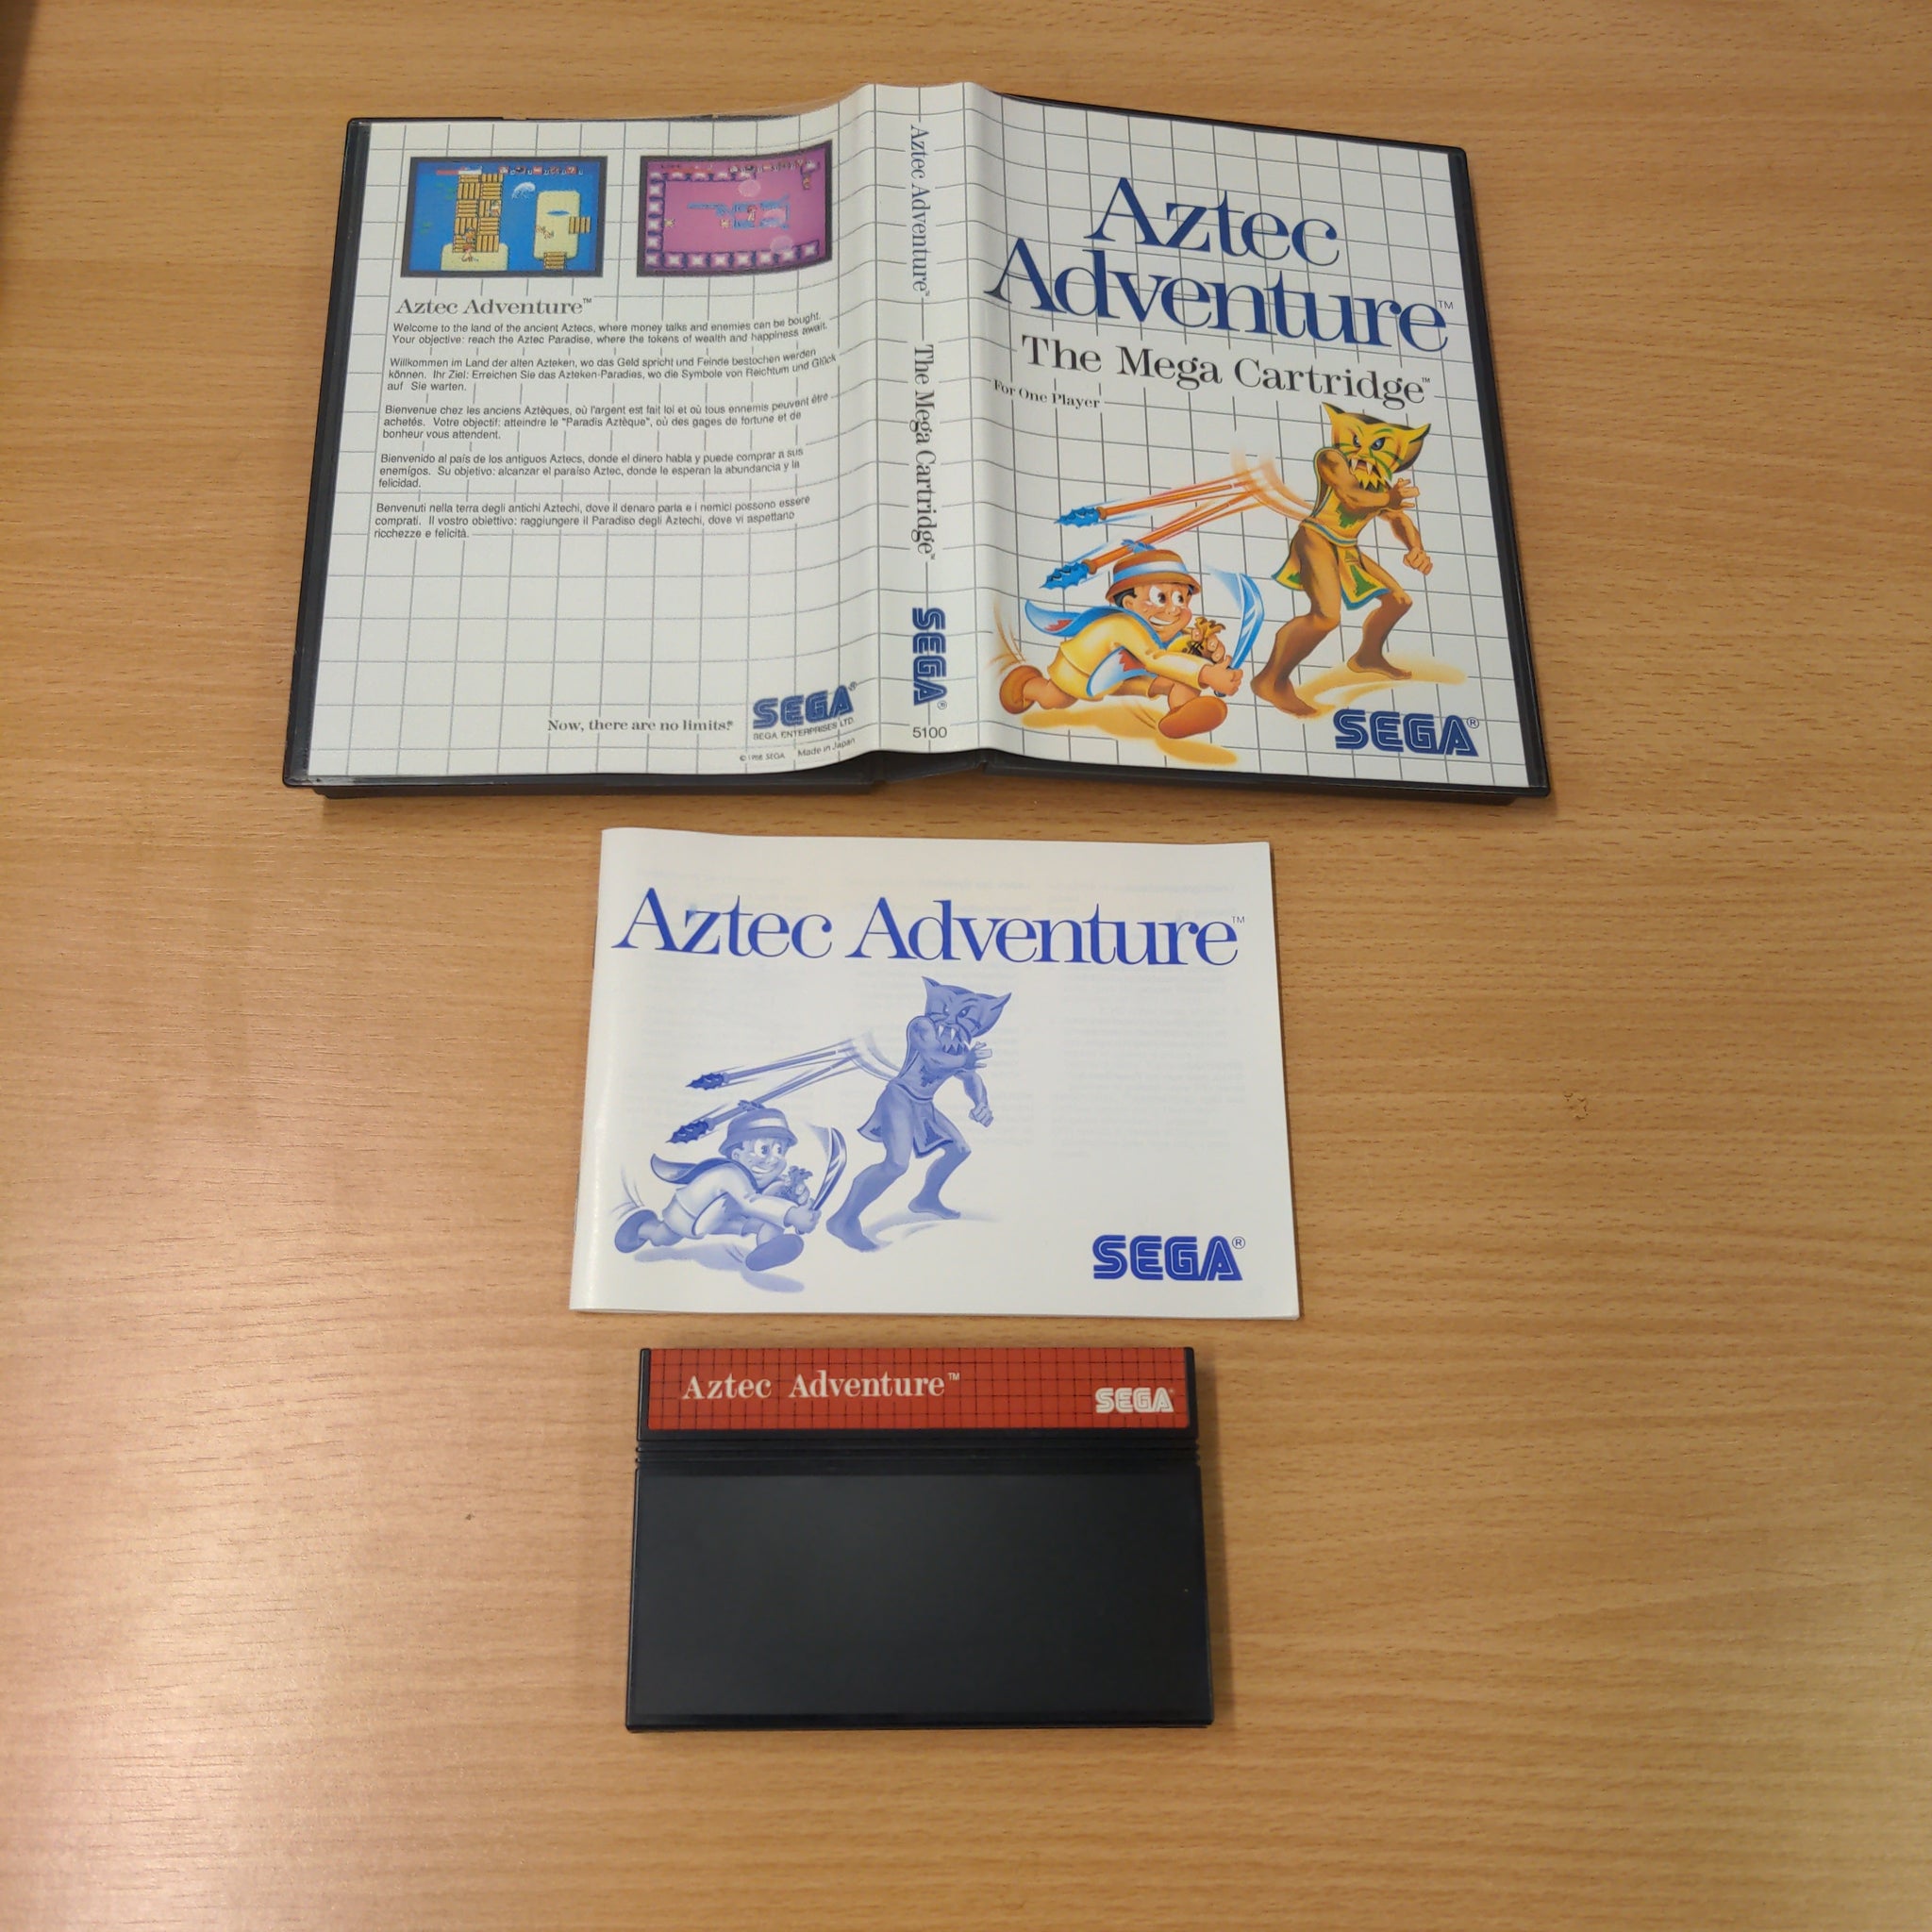 Aztec Adventure™
Welcome to the land of the ancient Aztecs, where money talks and enemies can be bought.
Your objective: reach the Aztec Paradise, where the tokens of wealth and happiness await.
Willkommen im Land der alten Azteken, wo das Geld spricht und Feinde bestochen werden
können. Ihr Ziel: Erreichen Sie das Azteken-Paradies, wo die Symbole von Reichtum und Glück
auf Sie warten.
Bienvenue chez les anciens Aztèques, où l'argent est fait loi et où tous ennemis peuvent être
achetés. Votre objectif: atteindre le "Paradis Aztèque", où des gages de fortune et de
bonheur vous attendent.
Bienvenido al país de los antiguos Aztecs, donde el dinero habla y puede comprar a sus
enemigos. Su objetivo: alcanzar el paraíso Aztec, donde le esperan la abundancia y la
felicidad.
Benvenuti nella terra degli antichi Aztechi, dove il denaro parla e i nemici possono essere
comprati. Il vostro obiettivo: raggiungere il Paradiso degli Aztechi, dove vi aspettano
ricchezze e felicità.
Now, there are no limits.®
SEGA®
SEGA ENTERPRISES LTD.
© 1988 SEGA Made in Japan
Aztec Adventure™ The Mega Cartridge™ SEGA®
5100
Aztec
Adventure™
The Mega Cartridge™
For One Player
SEGA®
Aztec Adventure™
SEGA®
Aztec Adventure™
SEGA®